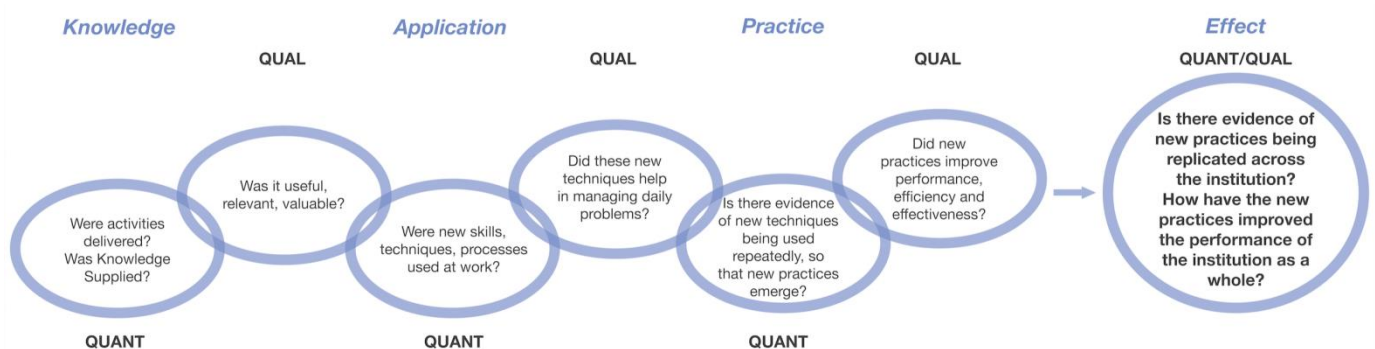 Knowledge
Application
Practice
Effect
QUAL
QUAL
QUAL
QUANT/QUAL
Were activities
delivered?
Was Knowledge
Supplied?
Was it useful,
relevant, valuable?
Were new skills,
techniques, processes
used at work?
Did these new
techniques help
in managing daily
problems?
Is there evidence
of new techniques
being used
repeatedly, so
that new practices
emerge?
Did new
practices improve
performance,
efficiency and
effectiveness?
Is there evidence of
new practices being
replicated across
the institution?
How have the new
practices improved
the performance of
the institution as a
whole?
QUANT
QUANT
QUANT